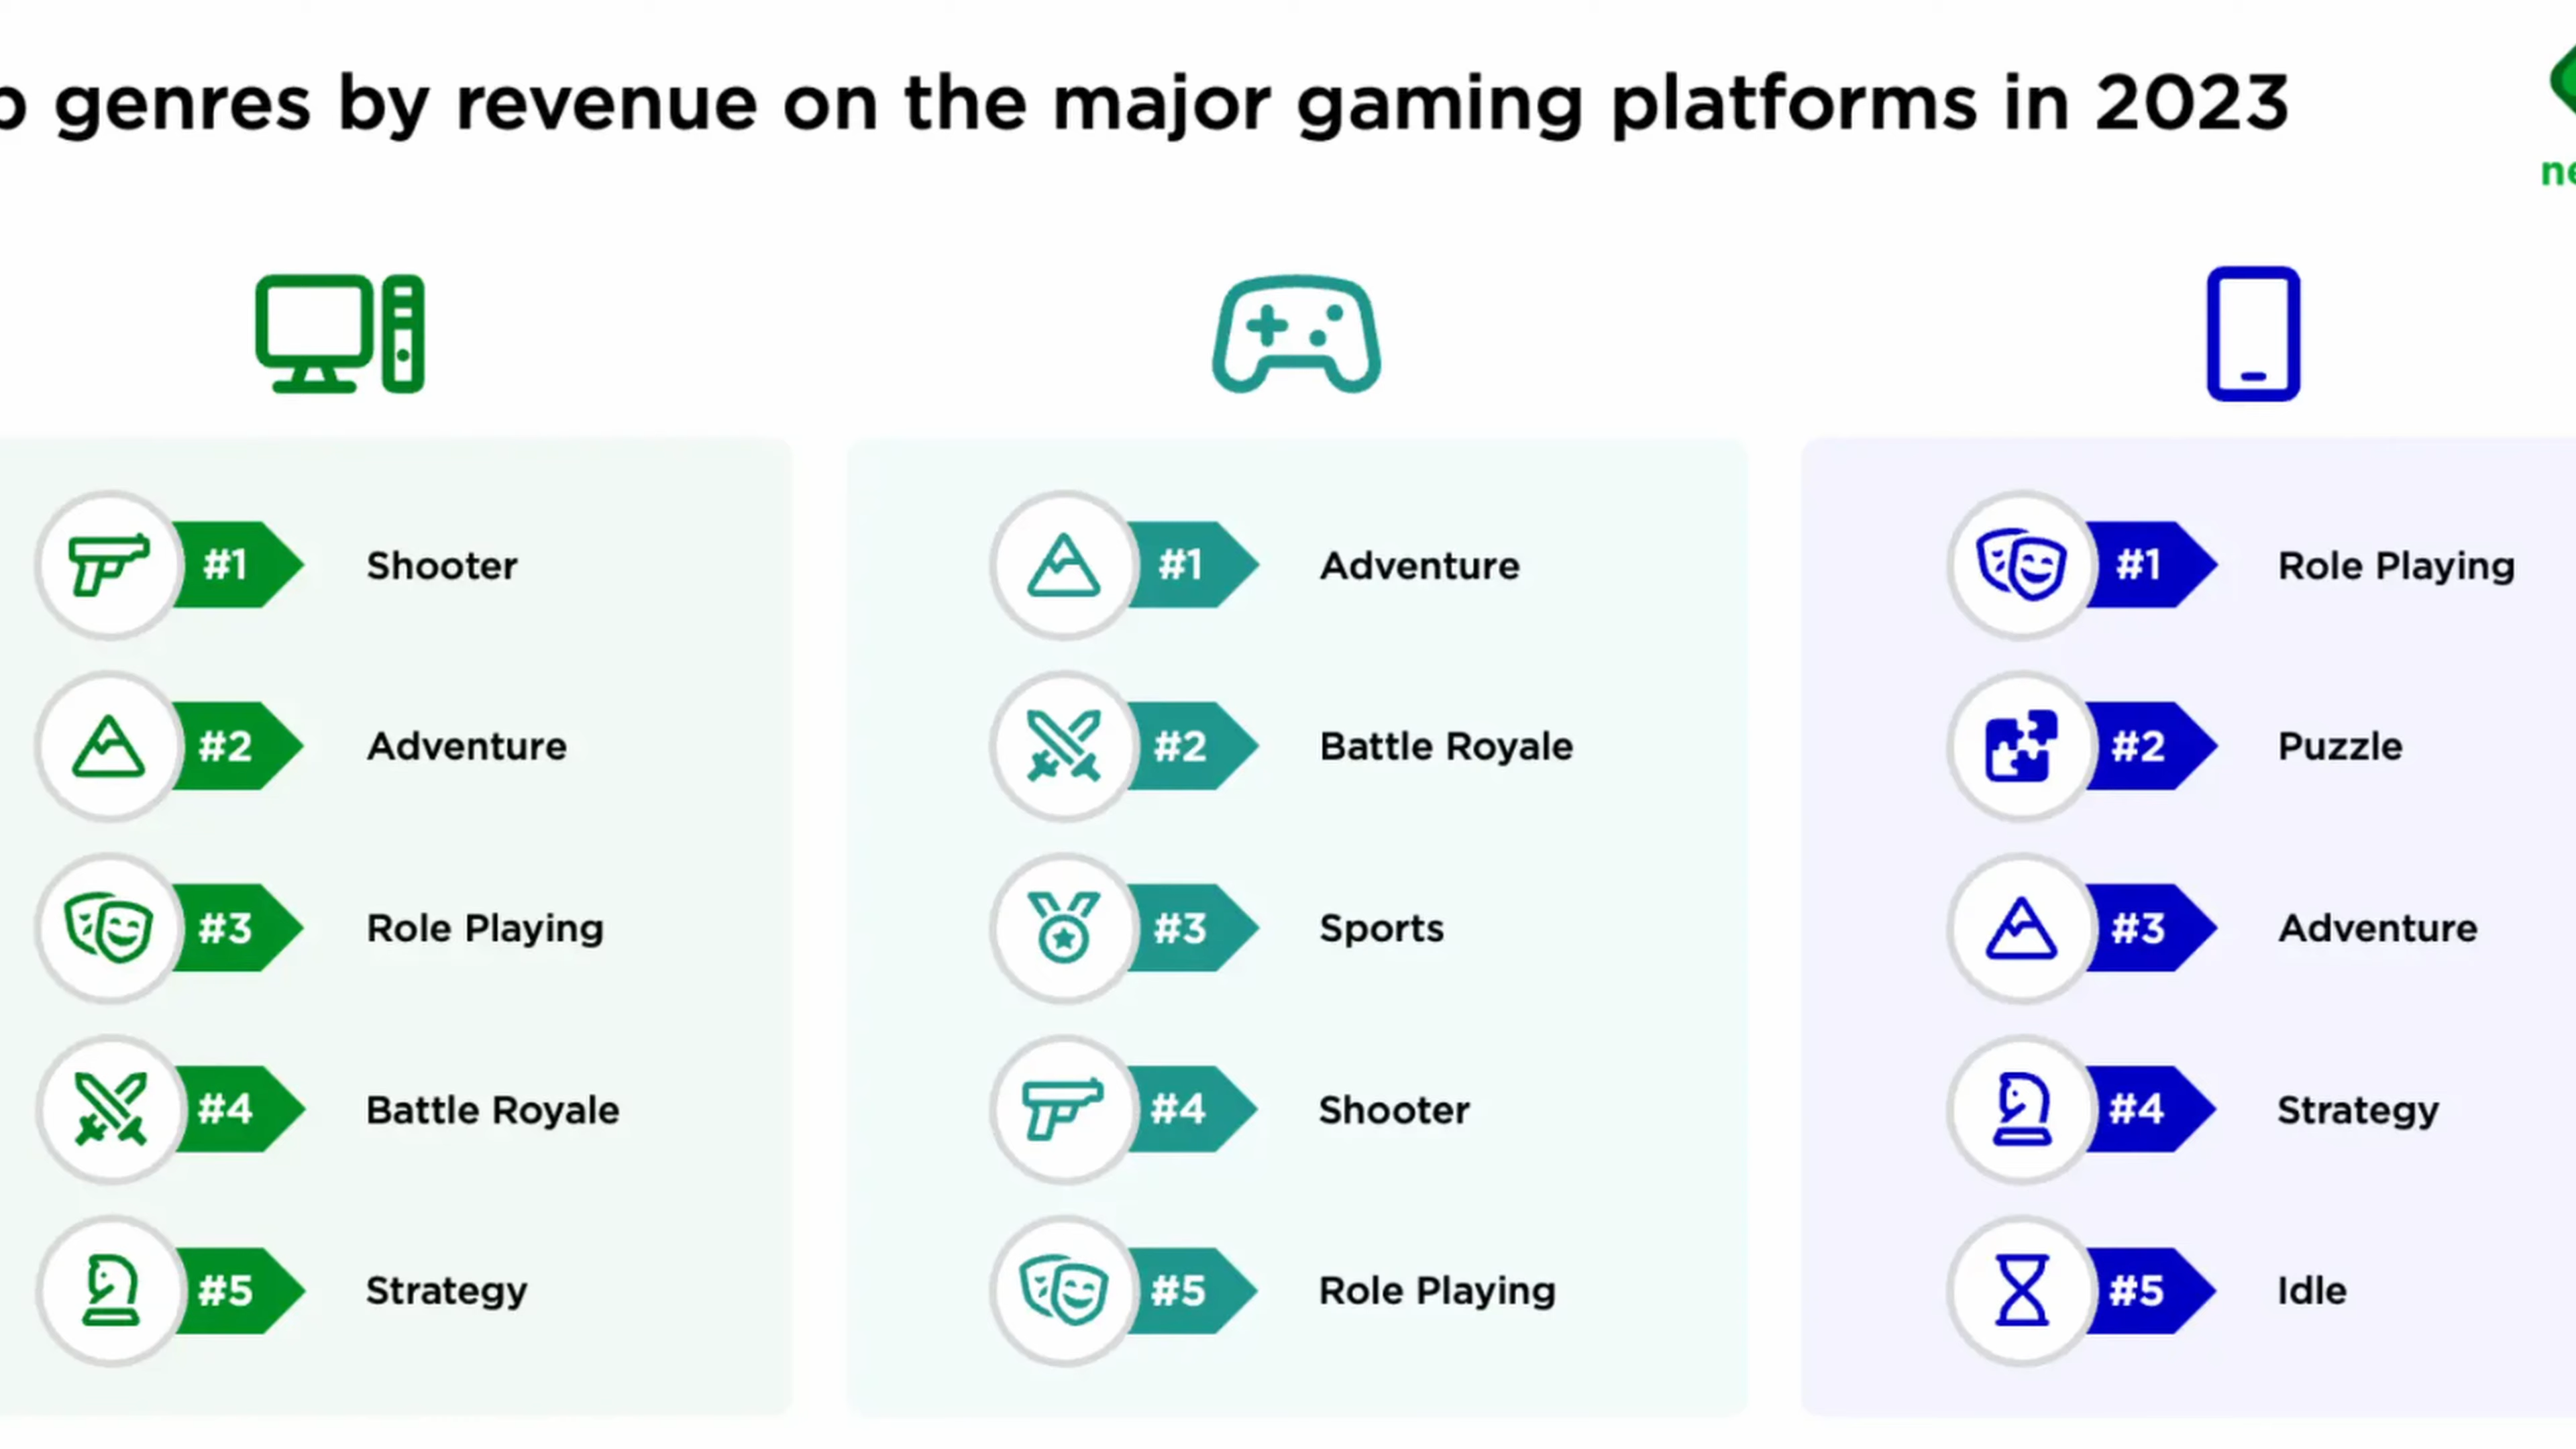 p genres by revenue on the major gaming platforms in 2023
ne
#1 Shooter
#2 Adventure
#3 Role Playing
#4 Battle Royale
#5 Strategy
#1 Adventure
#2 Battle Royale
#3 Sports
#4 Shooter
#5 Role Playing
#1 Role Playing
#2 Puzzle
#3 Adventure
#4 Strategy
#5 Idle